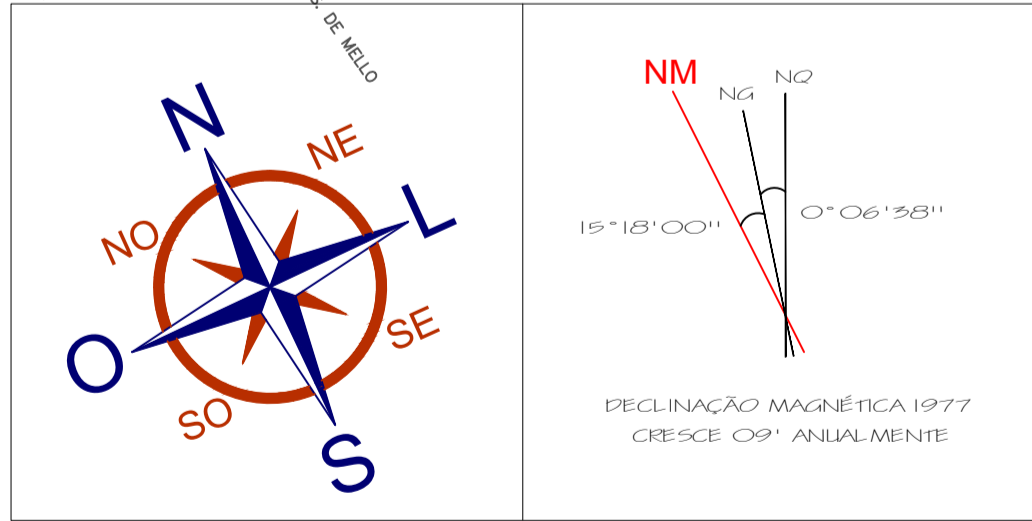 S. DE MELLO
N
NE
L
NO
SE
O
SO
S
NM
NG
NQ
15°18'00''
0°06'38''
DECLINAÇÃO MAGNÉTICA 1977
CRESCE 09' ANUALMENTE